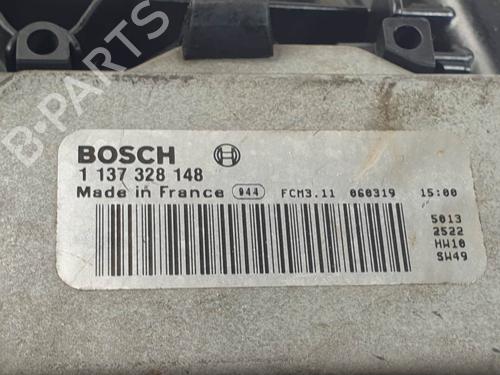 BOSCH
1 137 328 148
Made in France 944 FCM3.11 060319 15:00
5013
2522
HW10
SW49
B-PARTS